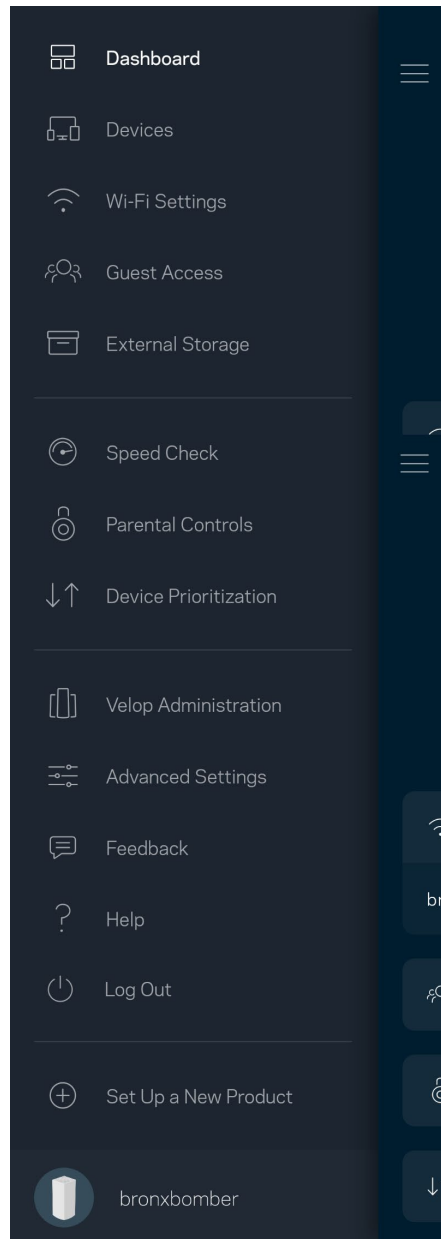 Dashboard
Devices
Wi-Fi Settings
Guest Access
External Storage
Speed Check
Parental Controls
Device Prioritization
Velop Administration
Advanced Settings
Feedback
Help
Log Out
Set Up a New Product
bronxbomber